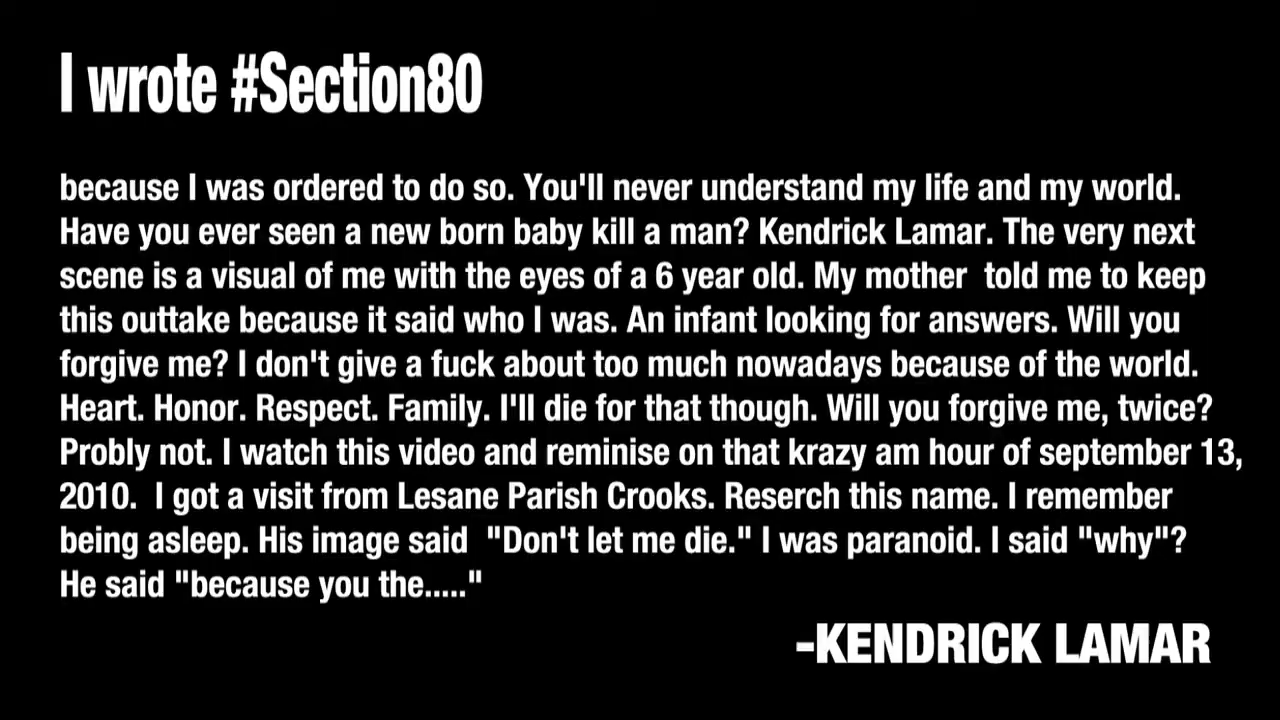 I wrote #Section80
because I was ordered to do so. You'll never understand my life and my world.
Have you ever seen a new born baby kill a man? Kendrick Lamar. The very next
scene is a visual of me with the eyes of a 6 year old. My mother  told me to keep
this outtake because it said who I was. An infant looking for answers. Will you
forgive me? I don't give a fuck about too much nowadays because of the world.
Heart. Honor. Respect. Family. I'll die for that though. Will you forgive me, twice?
Probly not. I watch this video and reminise on that krazy am hour of september 13,
2010.  I got a visit from Lesane Parish Crooks. Reserch this name. I remember
being asleep. His image said  "Don't let me die." I was paranoid. I said "why"?
He said "because you the....."
-KENDRICK LAMAR